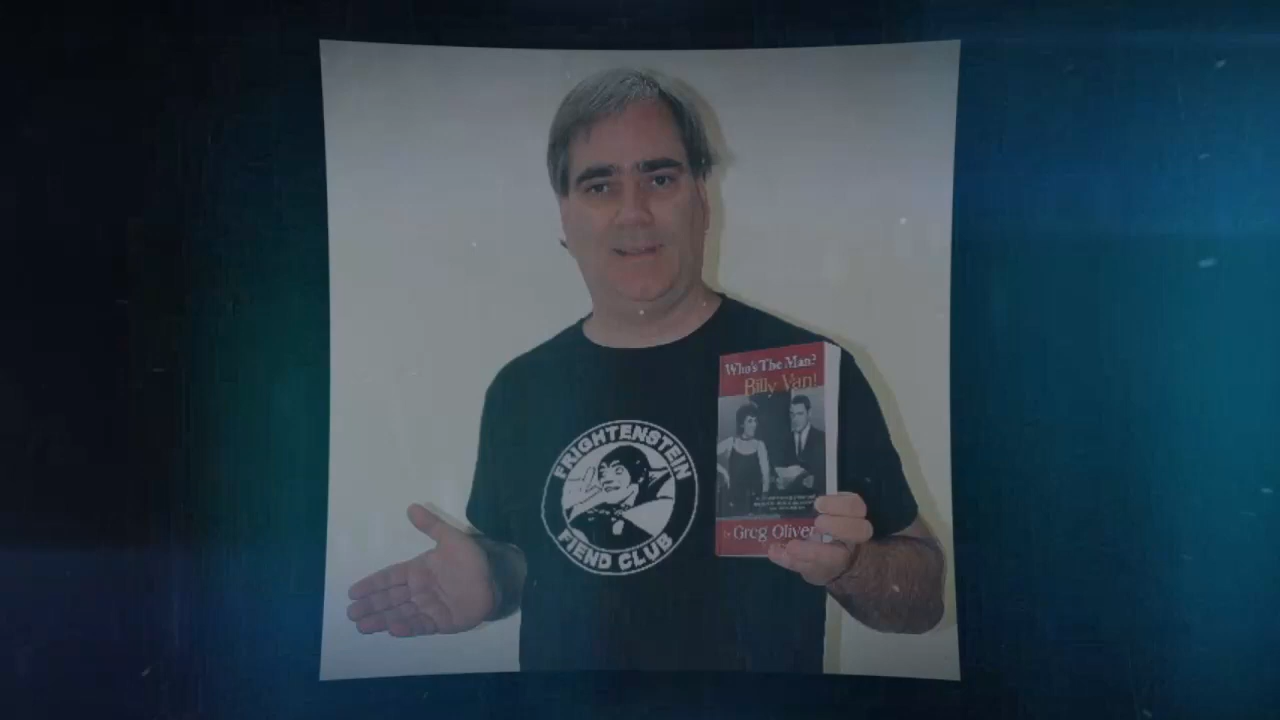 FRIGHTENSTEIN
FIEND CLUB
Who's The Man?
Billy Van!
by Greg Oliver